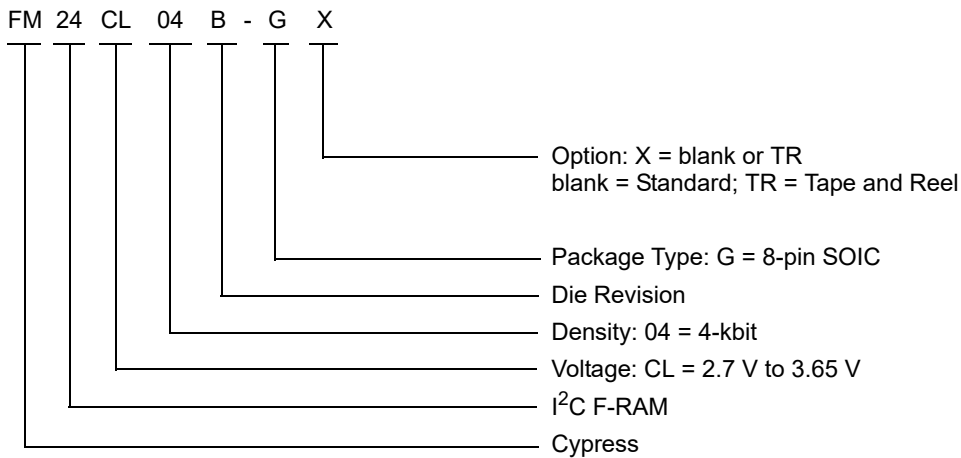 FM 24 CL 04 B - G X
Option: X = blank or TR
blank = Standard; TR = Tape and Reel
Package Type: G = 8-pin SOIC
Die Revision
Density: 04 = 4-kbit
Voltage: CL = 2.7 V to 3.65 V
I²C F-RAM
Cypress